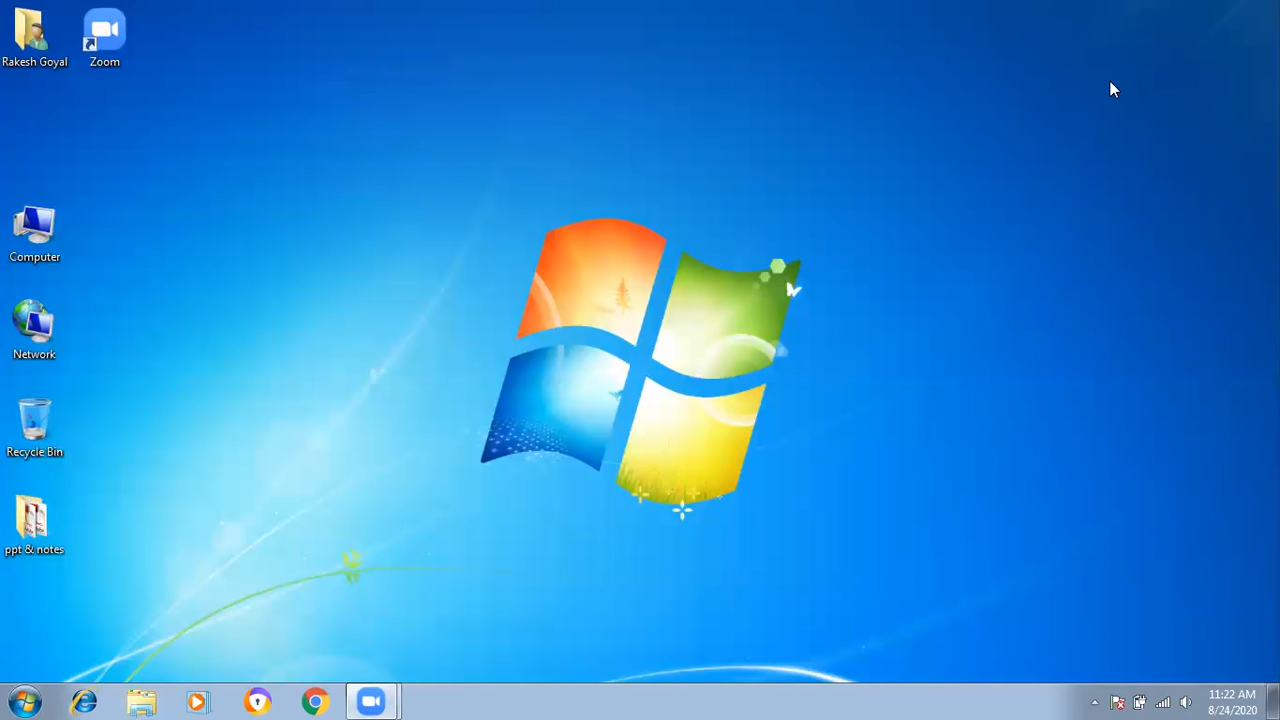 Rakesh Goyal
Zoom
Computer
Network
Recycle Bin
ppt & notes
11:22 AM
8/24/2020